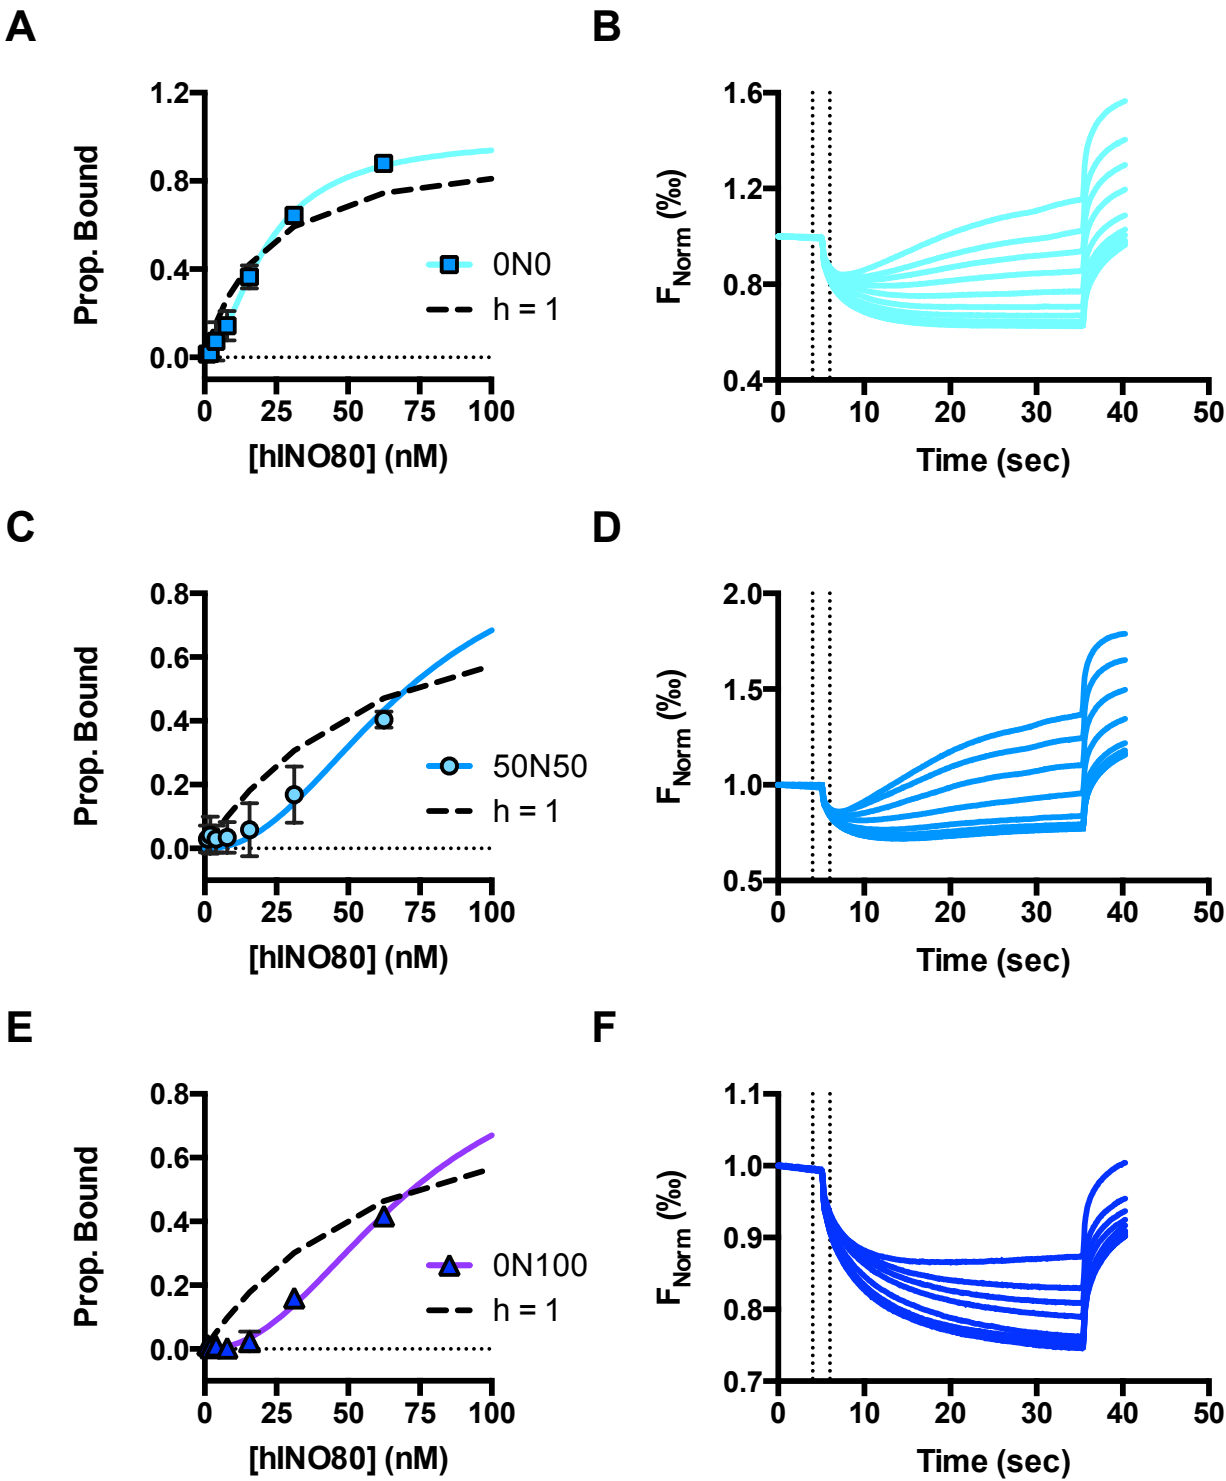 A
B
1.2
0.8
0.4
0.0
Prop. Bound
0N0
h = 1
0 25 50 75 100
[hINO80] (nM)
1.6
1.2
0.8
0.4
F_Norm (‰)
0 10 20 30 40 50
Time (sec)
C
D
0.8
0.6
0.4
0.2
0.0
Prop. Bound
50N50
h = 1
0 25 50 75 100
[hINO80] (nM)
2.0
1.5
1.0
0.5
F_Norm (‰)
0 10 20 30 40 50
Time (sec)
E
F
0.8
0.6
0.4
0.2
0.0
Prop. Bound
0N100
h = 1
0 25 50 75 100
[hINO80] (nM)
1.1
1.0
0.9
0.8
0.7
F_Norm (‰)
0 10 20 30 40 50
Time (sec)